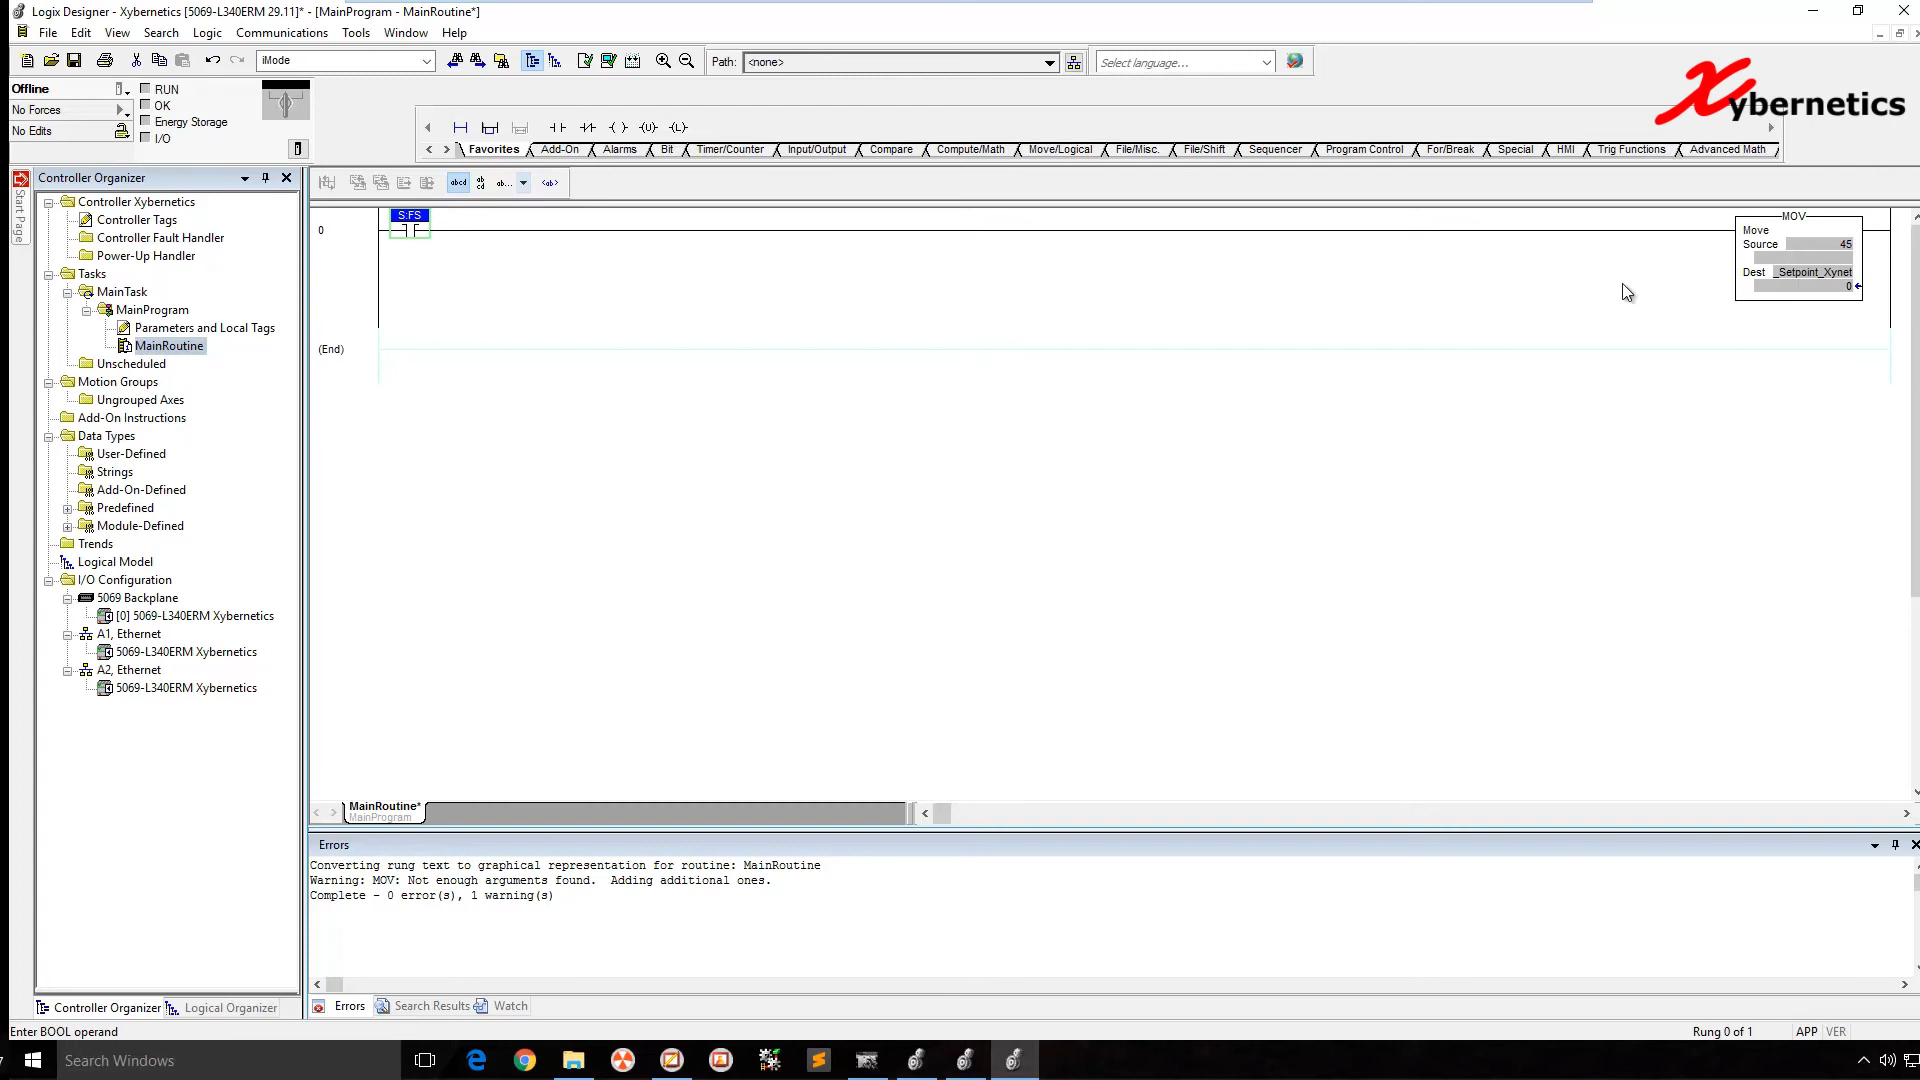 Logix Designer - Xybernetics [5069-L340ERM 29.11]* - [MainProgram - MainRoutine*]
File Edit View Search Logic Communications Tools Window Help
iMode
Path: <none>
Select language...
Offline
No Forces
No Edits
RUN
OK
Energy Storage
I/O
Xybernetics
(U) (L)
Favorites Add-On Alarms Bit Timer/Counter Input/Output Compare Compute/Math Move/Logical File/Misc. File/Shift Sequencer Program Control For/Break Special HMI Trig Functions Advanced Math
Start Page
Controller Organizer
Controller Xybernetics
Controller Tags
Controller Fault Handler
Power-Up Handler
Tasks
MainTask
MainProgram
Parameters and Local Tags
MainRoutine
Unscheduled
Motion Groups
Ungrouped Axes
Add-On Instructions
Data Types
User-Defined
Strings
Add-On-Defined
Predefined
Module-Defined
Trends
Logical Model
I/O Configuration
5069 Backplane
[0] 5069-L340ERM Xybernetics
A1, Ethernet
5069-L340ERM Xybernetics
A2, Ethernet
5069-L340ERM Xybernetics
Controller Organizer Logical Organizer
abcd ab cd ab... <ab>
0
S:FS
MOV
Move
Source 45
Dest _Setpoint_Xynet
0
(End)
MainRoutine*
MainProgram
Errors
Converting rung text to graphical representation for routine: MainRoutine
Warning: MOV: Not enough arguments found. Adding additional ones.
Complete - 0 error(s), 1 warning(s)
Errors Search Results Watch
Enter BOOL operand
Rung 0 of 1 APP VER
Search Windows